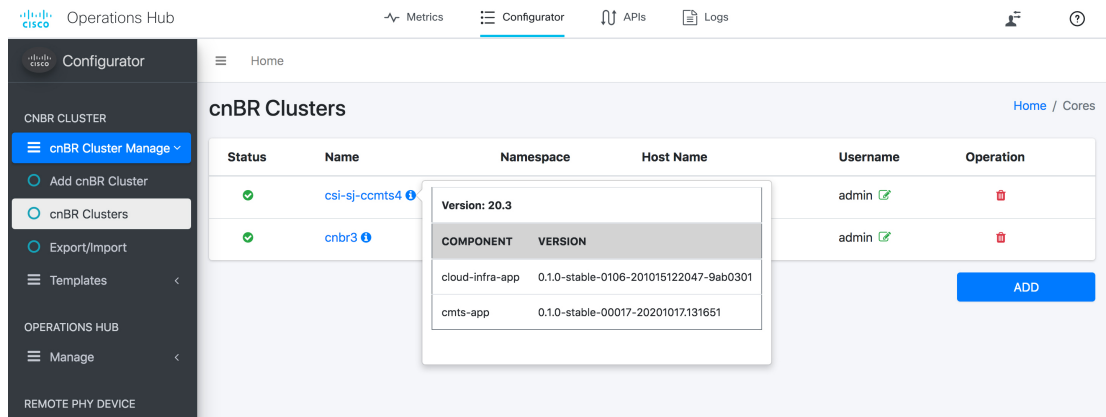 cisco Operations Hub Metrics Configurator APIs Logs
cisco Configurator Home
cnBR Clusters Home / Cores
CNBR CLUSTER
cnBR Cluster Manage
Add cnBR Cluster
cnBR Clusters
Export/Import
Templates
OPERATIONS HUB
Manage
REMOTE PHY DEVICE
Status Name Namespace Host Name Username Operation
csi-sj-ccmts4 admin
cnbr3 admin
Version: 20.3
COMPONENT VERSION
cloud-infra-app 0.1.0-stable-0106-201015122047-9ab0301
cmts-app 0.1.0-stable-00017-20201017.131651
ADD